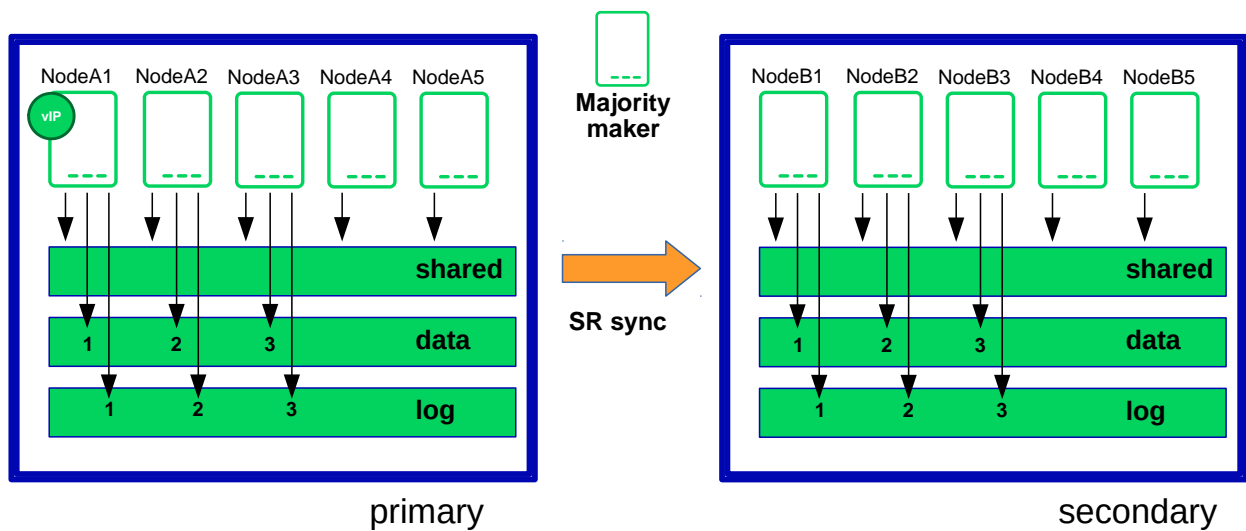 NodeA1 NodeA2 NodeA3 NodeA4 NodeA5
vIP
Majority
maker
NodeB1 NodeB2 NodeB3 NodeB4 NodeB5
shared
data
1 2 3
log
1 2 3
SR sync
shared
data
1 2 3
log
1 2 3
primary
secondary